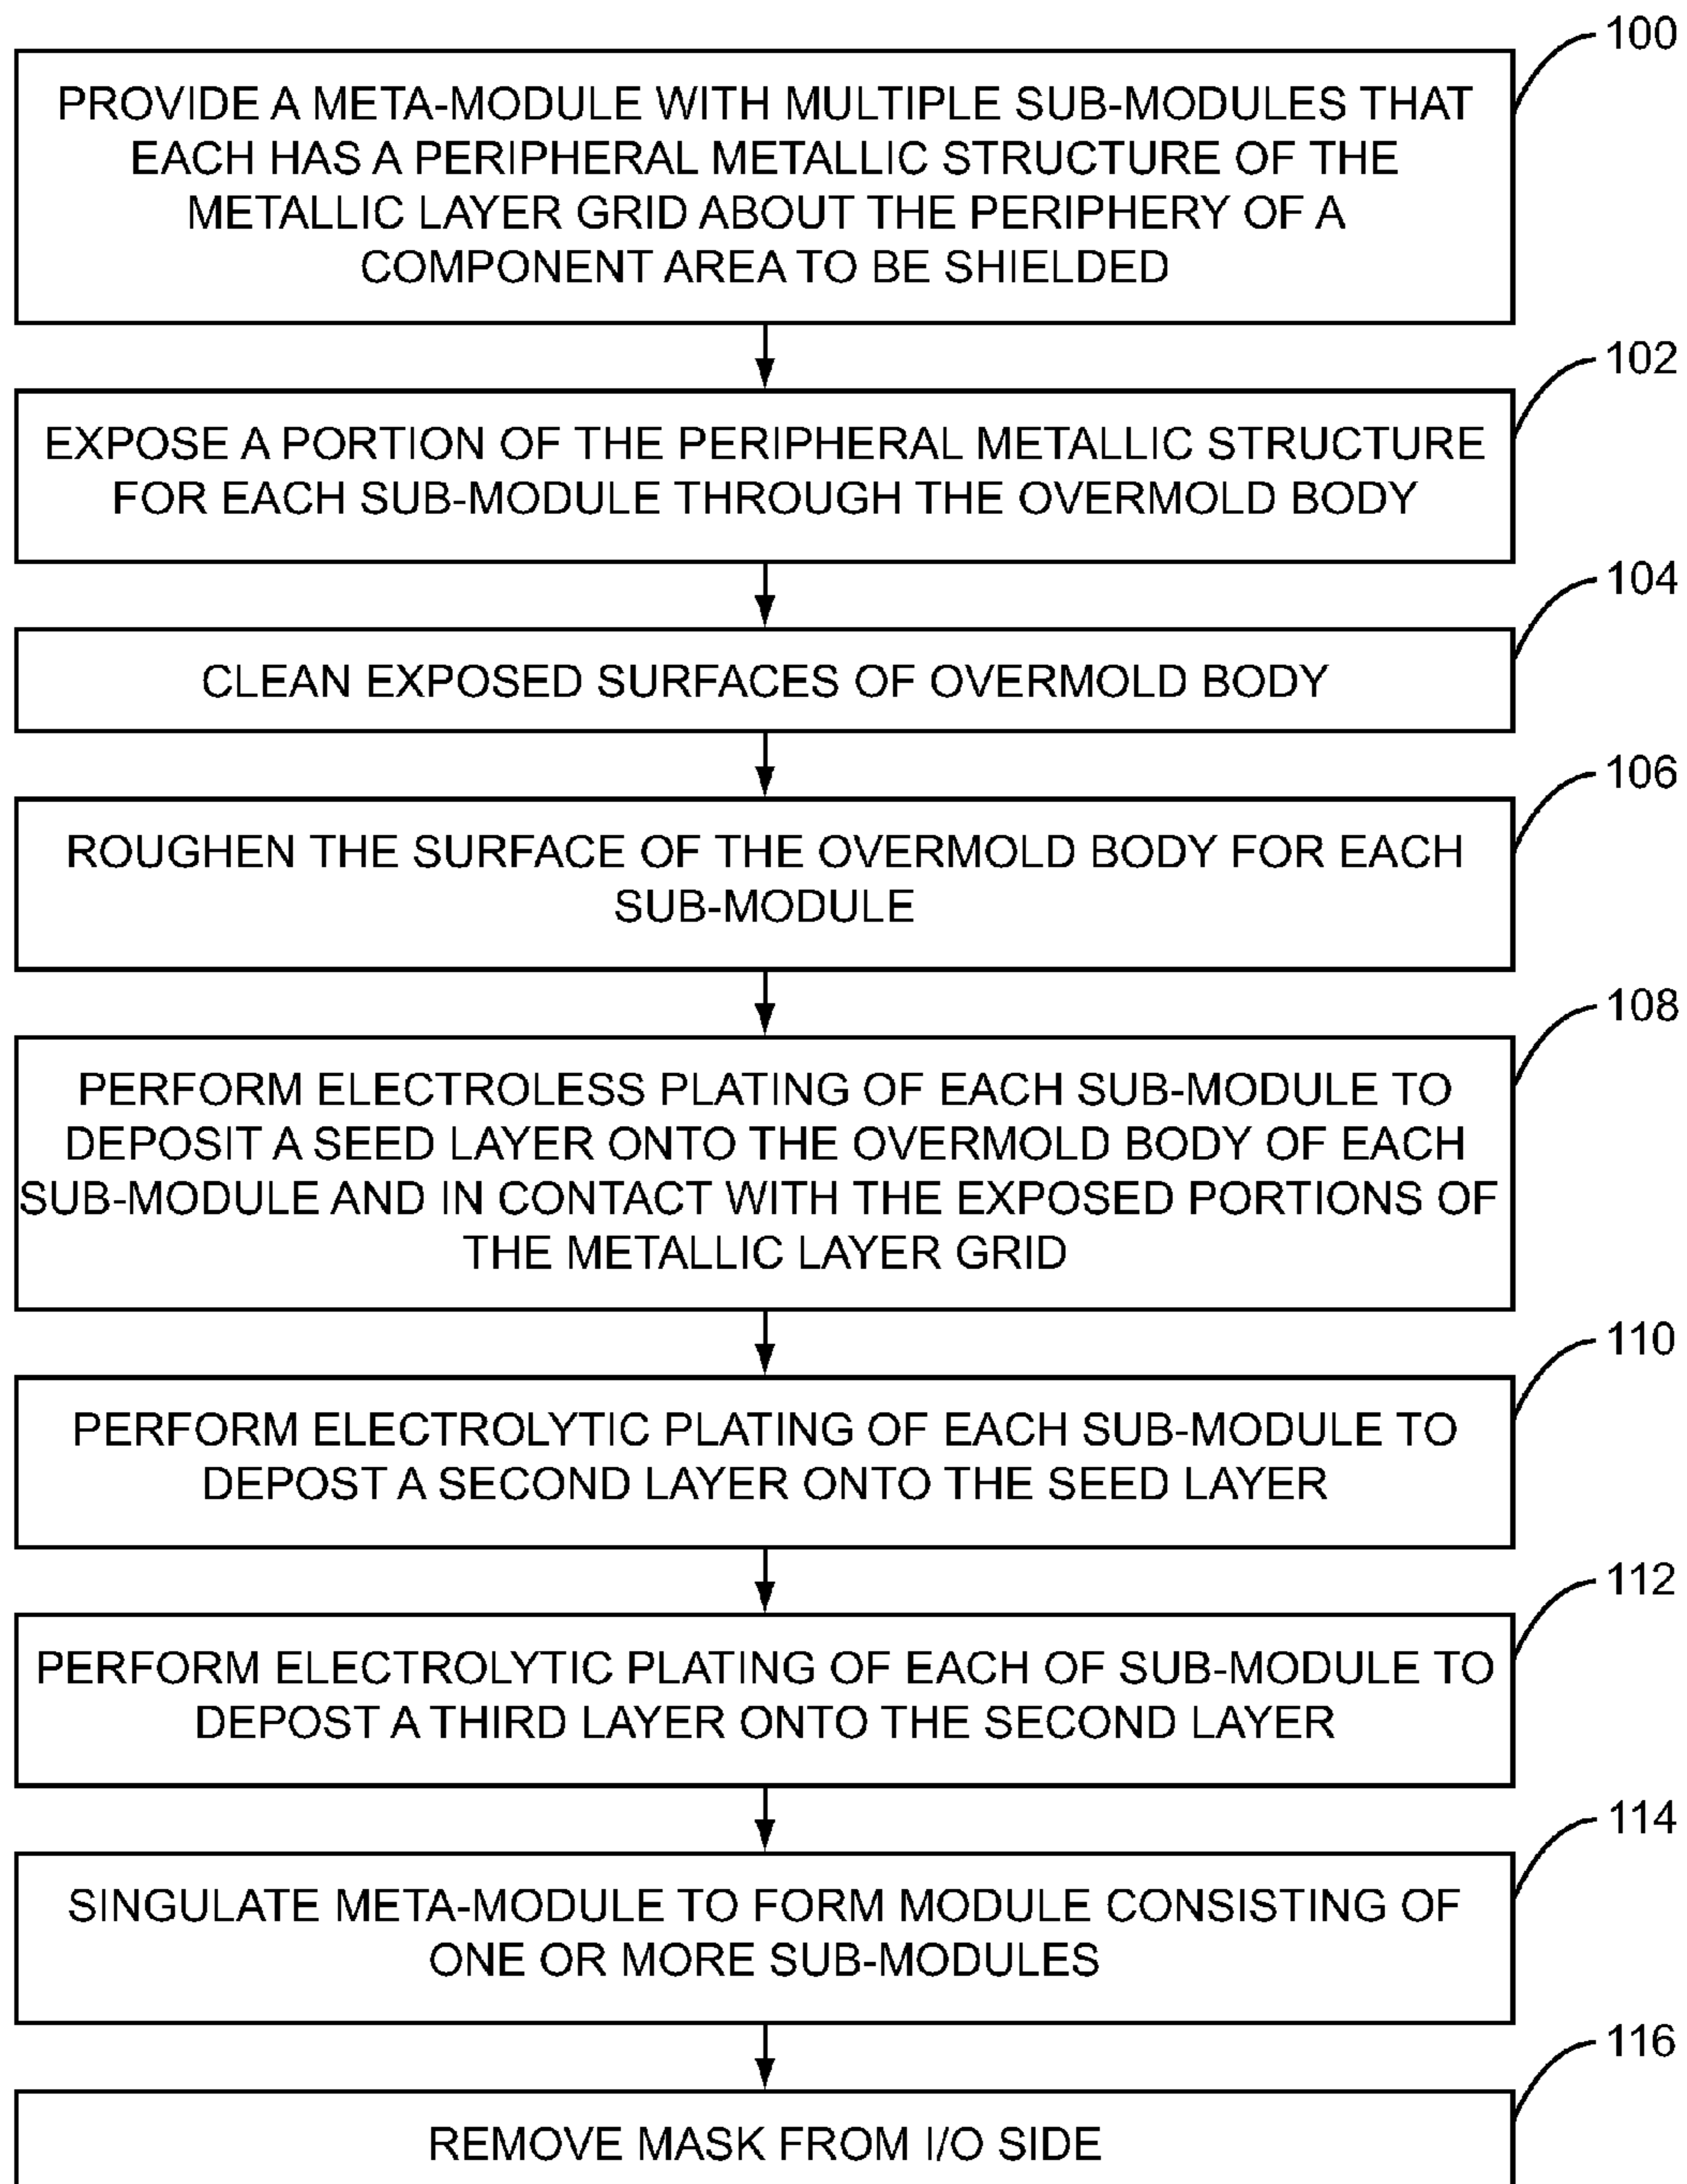 100
PROVIDE A META-MODULE WITH MULTIPLE SUB-MODULES THAT
EACH HAS A PERIPHERAL METALLIC STRUCTURE OF THE
METALLIC LAYER GRID ABOUT THE PERIPHERY OF A
COMPONENT AREA TO BE SHIELDED
102
EXPOSE A PORTION OF THE PERIPHERAL METALLIC STRUCTURE
FOR EACH SUB-MODULE THROUGH THE OVERMOLD BODY
104
CLEAN EXPOSED SURFACES OF OVERMOLD BODY
106
ROUGHEN THE SURFACE OF THE OVERMOLD BODY FOR EACH
SUB-MODULE
108
PERFORM ELECTROLESS PLATING OF EACH SUB-MODULE TO
DEPOSIT A SEED LAYER ONTO THE OVERMOLD BODY OF EACH
SUB-MODULE AND IN CONTACT WITH THE EXPOSED PORTIONS OF
THE METALLIC LAYER GRID
110
PERFORM ELECTROLYTIC PLATING OF EACH SUB-MODULE TO
DEPOST A SECOND LAYER ONTO THE SEED LAYER
112
PERFORM ELECTROLYTIC PLATING OF EACH OF SUB-MODULE TO
DEPOST A THIRD LAYER ONTO THE SECOND LAYER
114
SINGULATE META-MODULE TO FORM MODULE CONSISTING OF
ONE OR MORE SUB-MODULES
116
REMOVE MASK FROM I/O SIDE